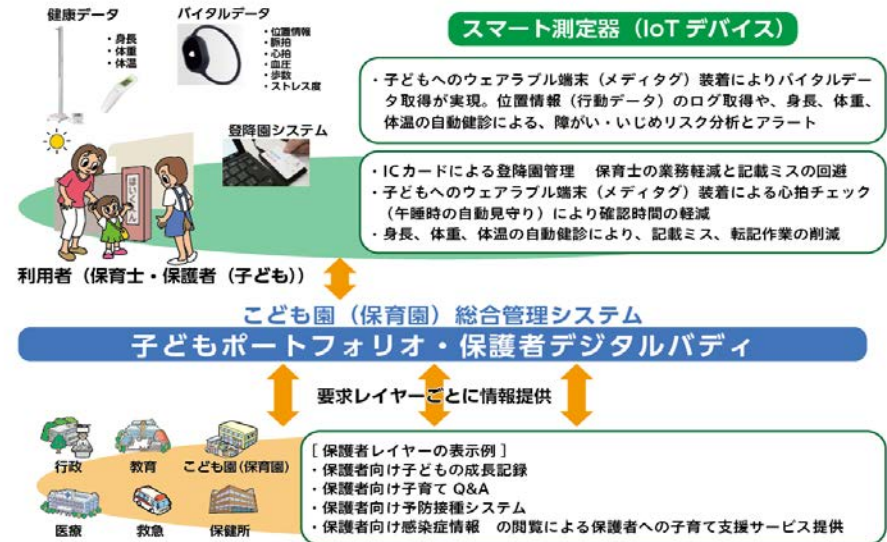 健康データ
・身長
・体重
・体温
バイタルデータ
・位置情報
・脈拍
・心拍
・血圧
・歩数
・ストレス度
スマート測定器（IoT デバイス）
・子どもへのウェアラブル端末（メディタグ）装着によりバイタルデー
タ取得が実現。位置情報（行動データ）のログ取得や、身長、体重、
体温の自動健診による、障がい・いじめリスク分析とアラート
登降園システム
・ICカードによる登降園管理　保育士の業務軽減と記載ミスの回避
・子どもへのウェアラブル端末（メディタグ）装着による心拍チェック
（午睡時の自動見守り）により確認時間の軽減
・身長、体重、体温の自動健診により、記載ミス、転記作業の削減
ほいくえん
利用者（保育士・保護者（子ども））
こども園（保育園）総合管理システム
子どもポートフォリオ・保護者デジタルバディ
要求レイヤーごとに情報提供
行政
教育
こども園(保育園)
医療
救急
保健所
[ 保護者レイヤーの表示例 ]
・保護者向け子どもの成長記録
・保護者向け子育て Q&A
・保護者向け予防接種システム
・保護者向け感染症情報　の閲覧による保護者への子育て支援サービス提供